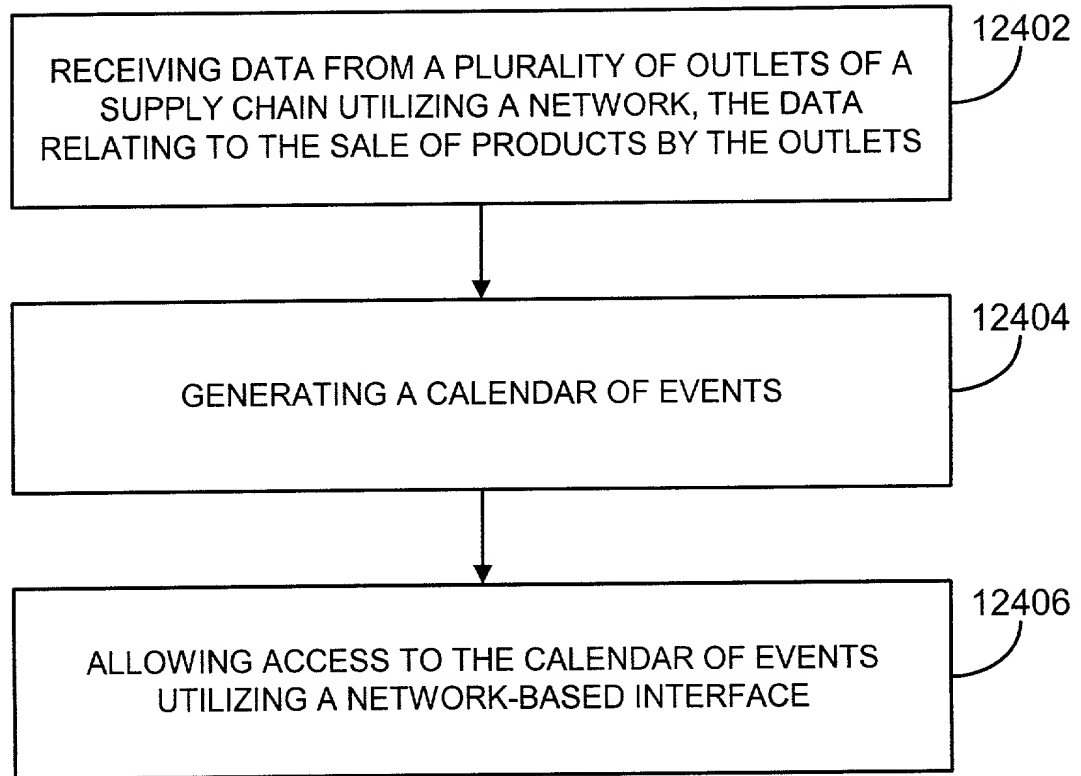 12402
RECEIVING DATA FROM A PLURALITY OF OUTLETS OF A
SUPPLY CHAIN UTILIZING A NETWORK, THE DATA
RELATING TO THE SALE OF PRODUCTS BY THE OUTLETS
12404
GENERATING A CALENDAR OF EVENTS
12406
ALLOWING ACCESS TO THE CALENDAR OF EVENTS
UTILIZING A NETWORK-BASED INTERFACE